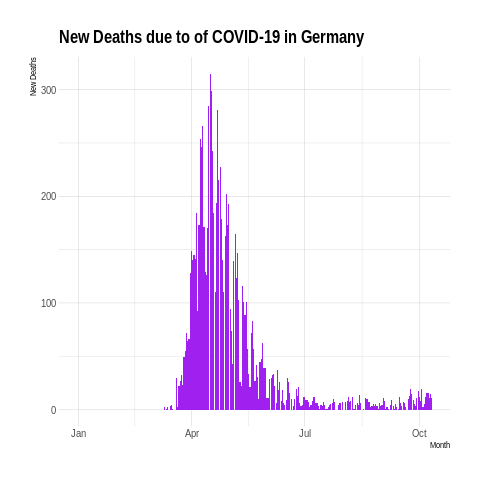 New Deaths due to of COVID-19 in Germany
New Deaths
300
200
100
0
Jan Apr Jul Oct
Month